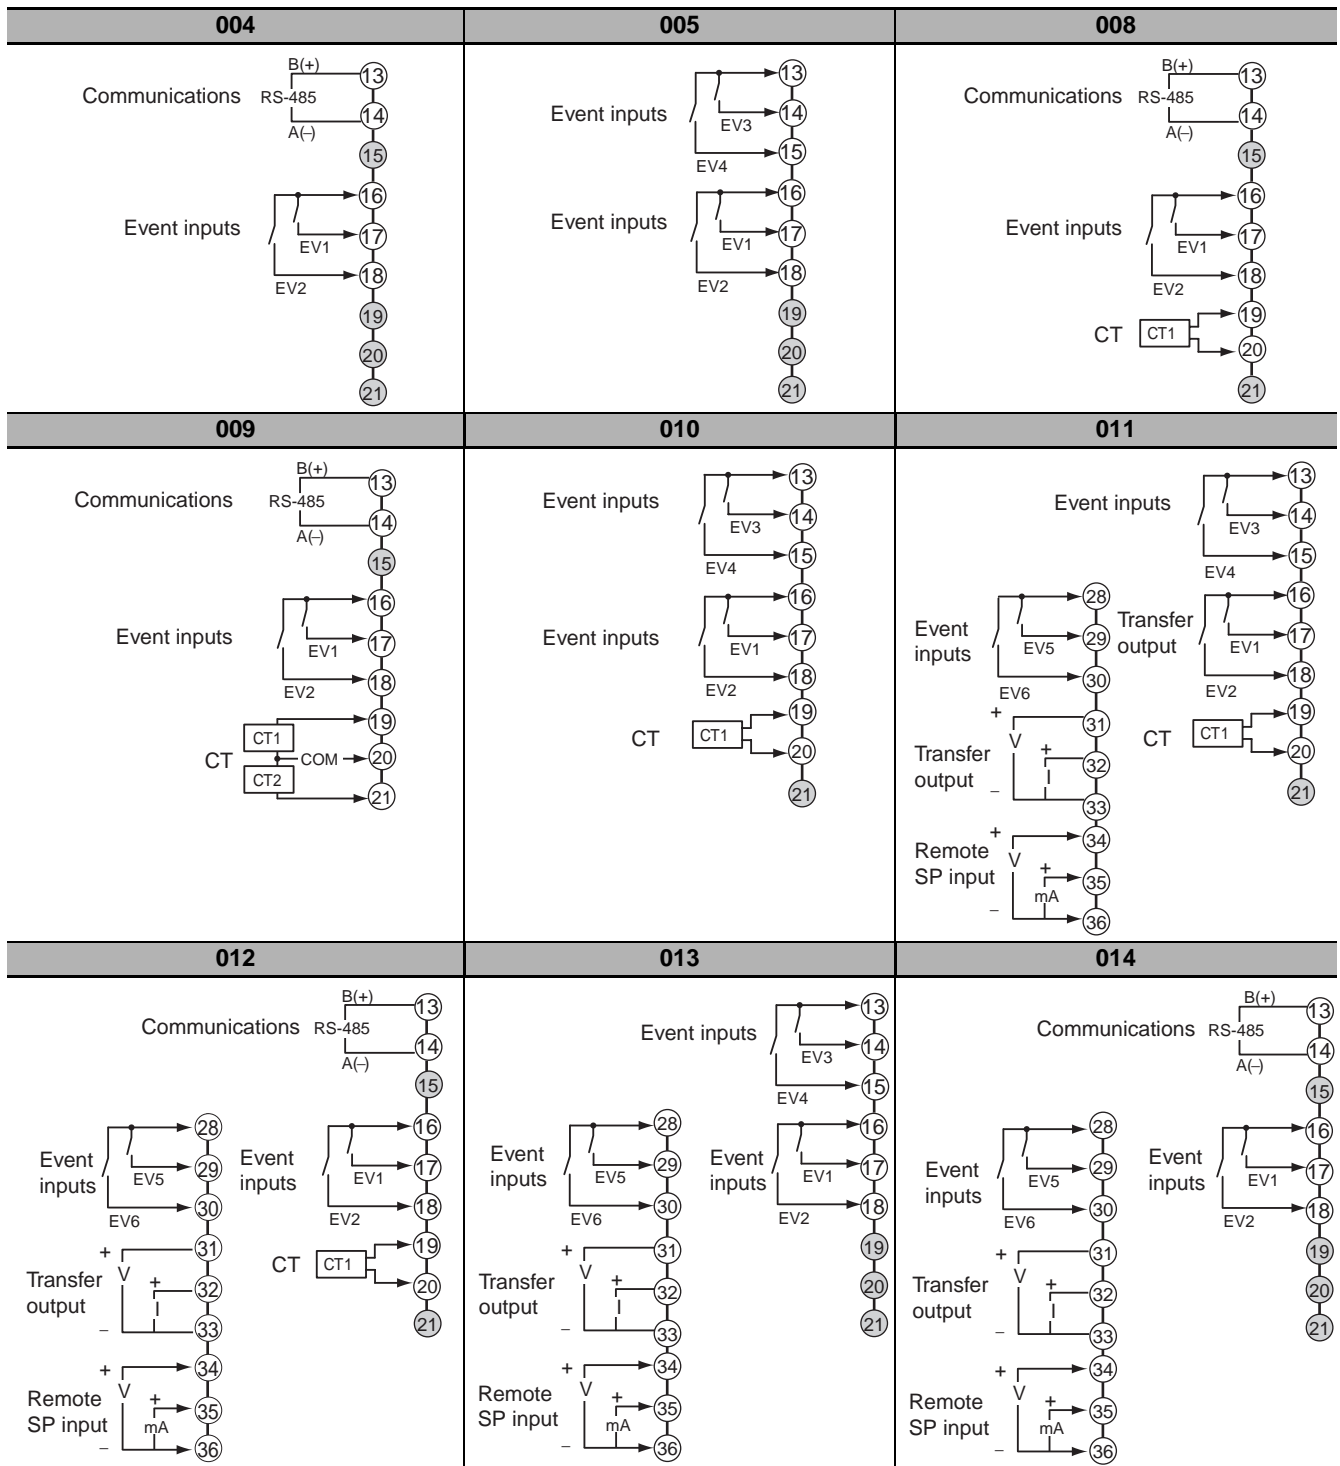 004
B(+)
13
Communications RS-485
14
A(−)
15
16
Event inputs
17
EV1
18
EV2
19
20
21
005
13
Event inputs
14
EV3
15
EV4
16
Event inputs
17
EV1
18
EV2
19
20
21
008
B(+)
13
Communications RS-485
14
A(−)
15
16
Event inputs
17
EV1
18
EV2
19
CT CT1
20
21
009
B(+)
13
Communications RS-485
14
A(−)
15
16
Event inputs
17
EV1
18
EV2
19
CT1
CT COM 20
CT2
21
010
13
Event inputs
14
EV3
15
EV4
16
Event inputs
17
EV1
18
EV2
19
CT CT1
20
21
011
13
Event inputs
14
EV3
15
EV4
16
Transfer
output
17
EV1
18
EV2
19
CT CT1
20
21
28
Event
inputs
29
EV5
30
EV6
+
31
V
+
Transfer
output
32
I
−
33
+
34
V
Remote
SP input
+
35
mA
−
36
012
B(+)
13
Communications RS-485
14
A(−)
15
16
Event
inputs
17
EV1
18
EV2
19
CT CT1
20
21
28
Event
inputs
29
EV5
30
EV6
+
31
V
+
Transfer
output
32
I
−
33
+
34
V
Remote
SP input
+
35
mA
−
36
013
13
Event inputs
14
EV3
15
EV4
16
Event
inputs
17
EV1
18
EV2
19
20
21
28
Event
inputs
29
EV5
30
EV6
+
31
V
+
Transfer
output
32
I
−
33
+
34
V
Remote
SP input
+
35
mA
−
36
014
B(+)
13
Communications RS-485
14
A(−)
15
16
Event
inputs
17
EV1
18
EV2
19
20
21
28
Event
inputs
29
EV5
30
EV6
+
31
V
+
Transfer
output
32
I
−
33
+
34
V
Remote
SP input
+
35
mA
−
36